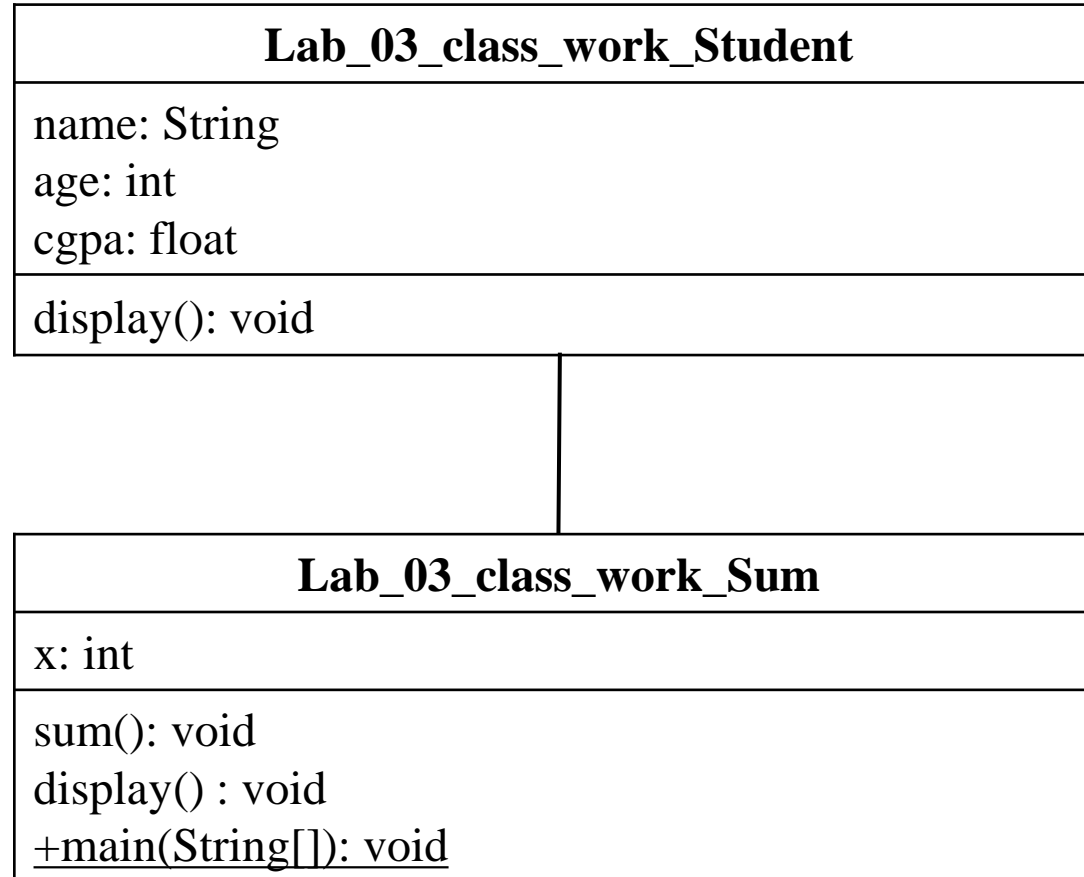 Lab_03_class_work_Student
name: String
age: int
cgpa: float
display(): void
Lab_03_class_work_Sum
x: int
sum(): void
display() : void
+main(String[]): void